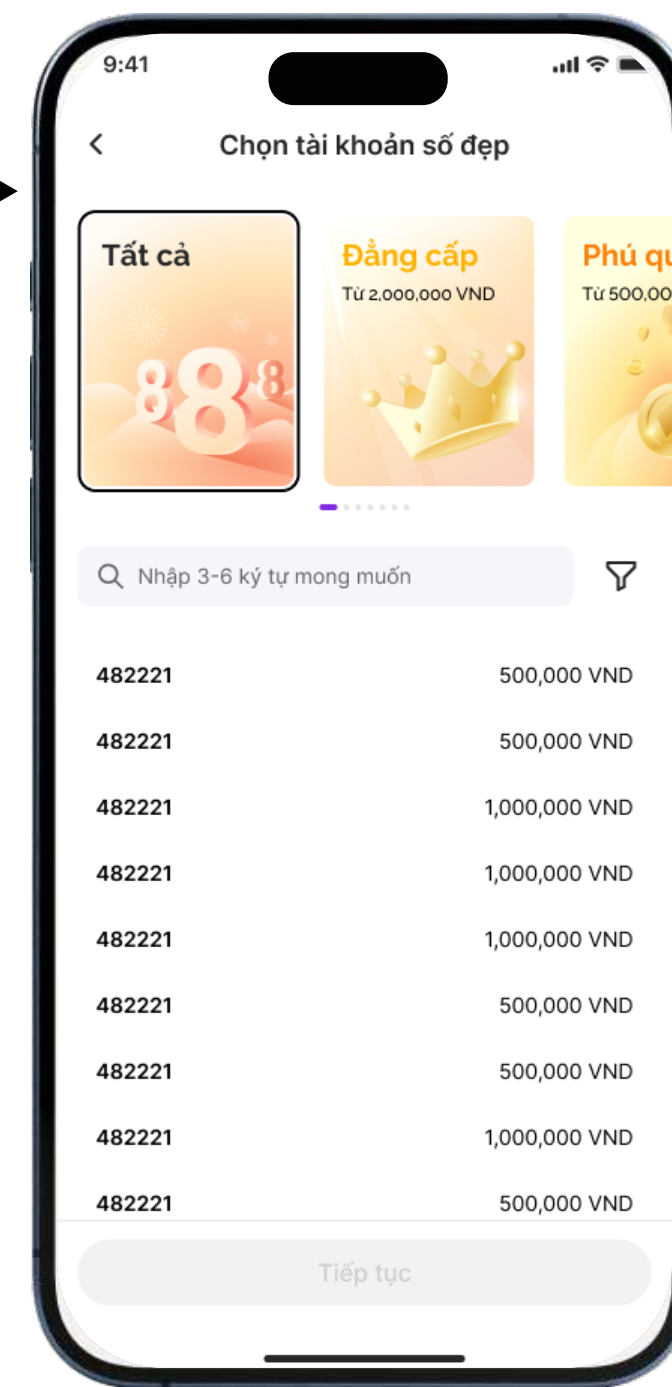 9:41
Chọn tài khoản số đẹp
Tất cả
888
Đẳng cấp
Từ 2,000,000 VND
Phú
Từ
Nhập 3-6 ký tự mong muốn
482221 500,000 VND
482221 500,000 VND
482221 1,000,000 VND
482221 1,000,000 VND
482221 1,000,000 VND
482221 500,000 VND
482221 500,000 VND
482221 1,000,000 VND
482221 500,000 VND
Tiếp tục